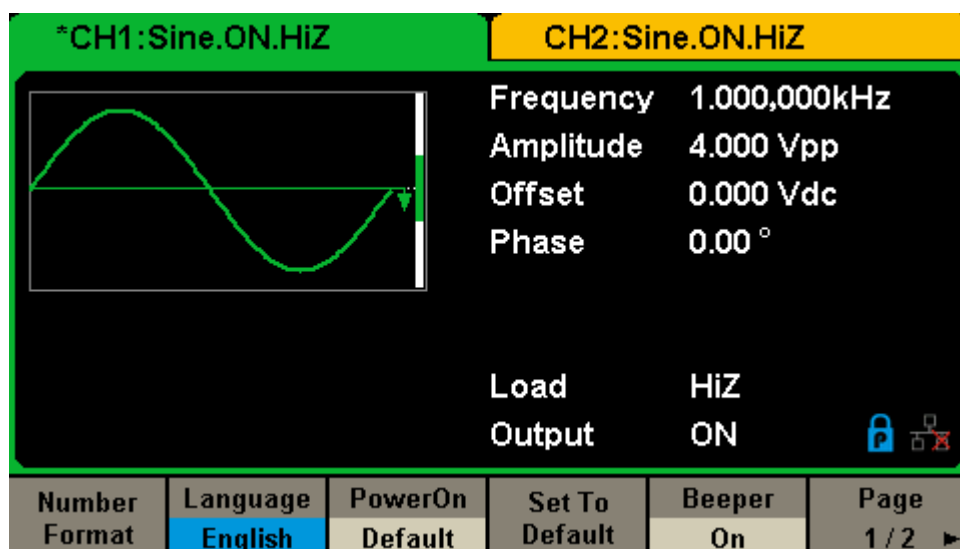 *CH1:Sine.ON.HiZ
CH2:Sine.ON.HiZ
Frequency 1.000,000kHz
Amplitude 4.000 Vpp
Offset 0.000 Vdc
Phase 0.00 °
Load HiZ
Output ON
P
Number Format
Language English
PowerOn Default
Set To Default
Beeper On
Page 1/2 ►